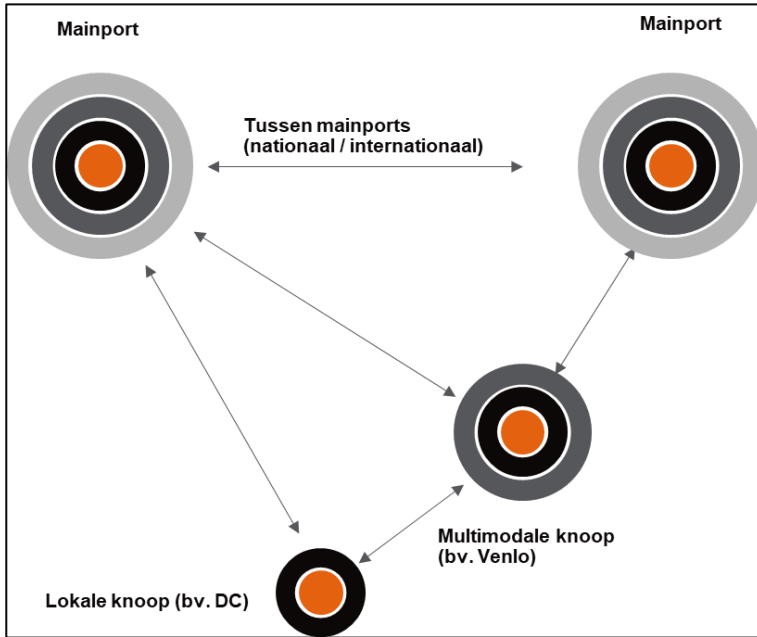 Mainport
Mainport
Tussen mainports
(nationaal / internationaal)
Multimodale knoop
(bv. Venlo)
Lokale knoop (bv. DC)